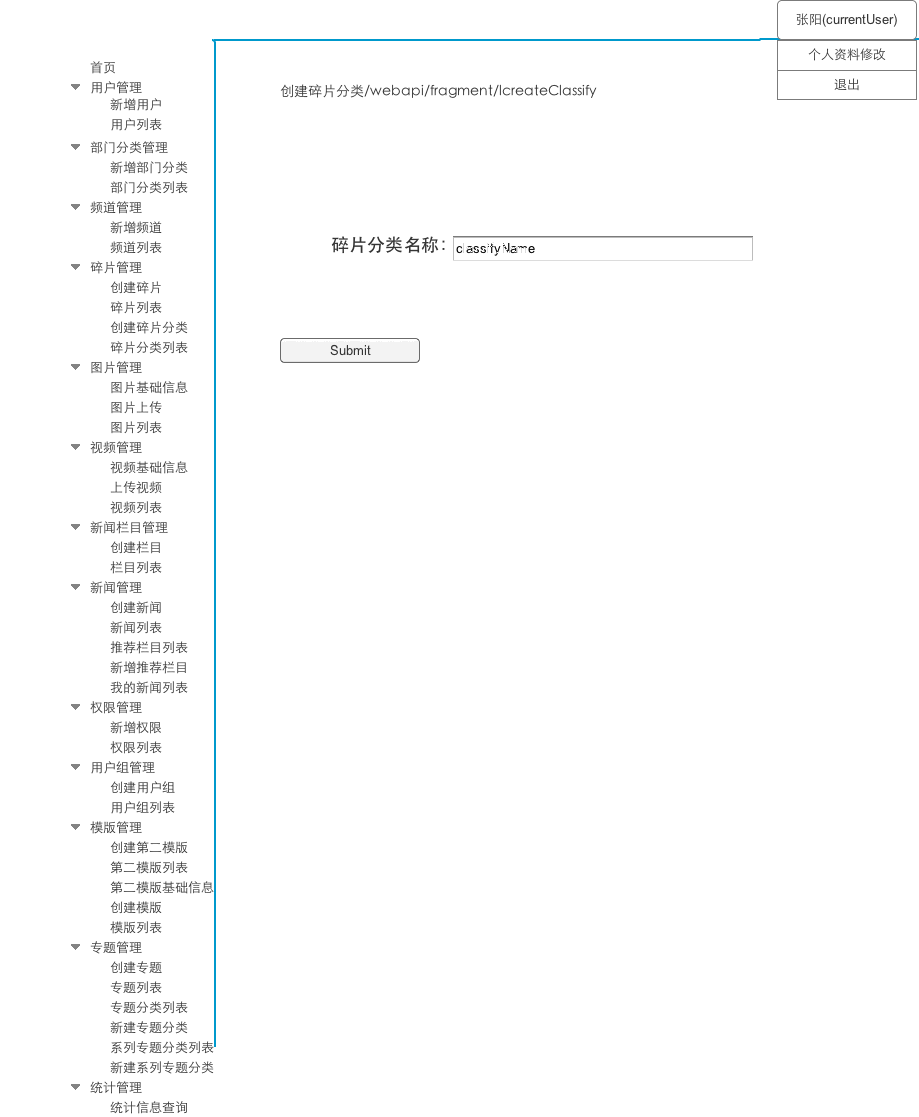 张阳(currentUser)
个人资料修改
退出
首页
用户管理
新增用户
用户列表
部门分类管理
新增部门分类
部门分类列表
频道管理
新增频道
频道列表
碎片管理
创建碎片
碎片列表
创建碎片分类
碎片分类列表
图片管理
图片基础信息
图片上传
图片列表
视频管理
视频基础信息
上传视频
视频列表
新闻栏目管理
创建栏目
栏目列表
新闻管理
创建新闻
新闻列表
推荐栏目列表
新增推荐栏目
我的新闻列表
权限管理
新增权限
权限列表
用户组管理
创建用户组
用户组列表
模版管理
创建第二模版
第二模版列表
第二模版基础信息
创建模版
模版列表
专题管理
创建专题
专题列表
专题分类列表
新建专题分类
系列专题分类列表
新建系列专题分类
统计管理
统计信息查询
创建碎片分类/webapi/fragment/IcreateClassify
碎片分类名称: classifyName
Submit